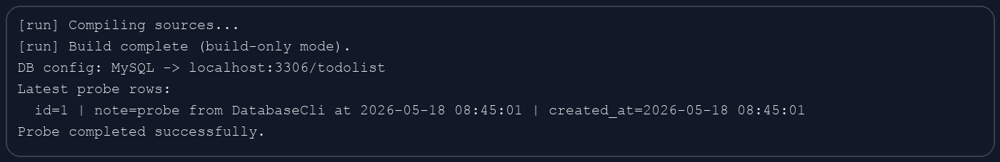 [run] Compiling sources...
[run] Build complete (build-only mode).
DB config: MySQL -> localhost:3306/todolist
Latest probe rows:
  id=1 | note=probe from DatabaseCli at 2026-05-18 08:45:01 | created_at=2026-05-18 08:45:01
Probe completed successfully.